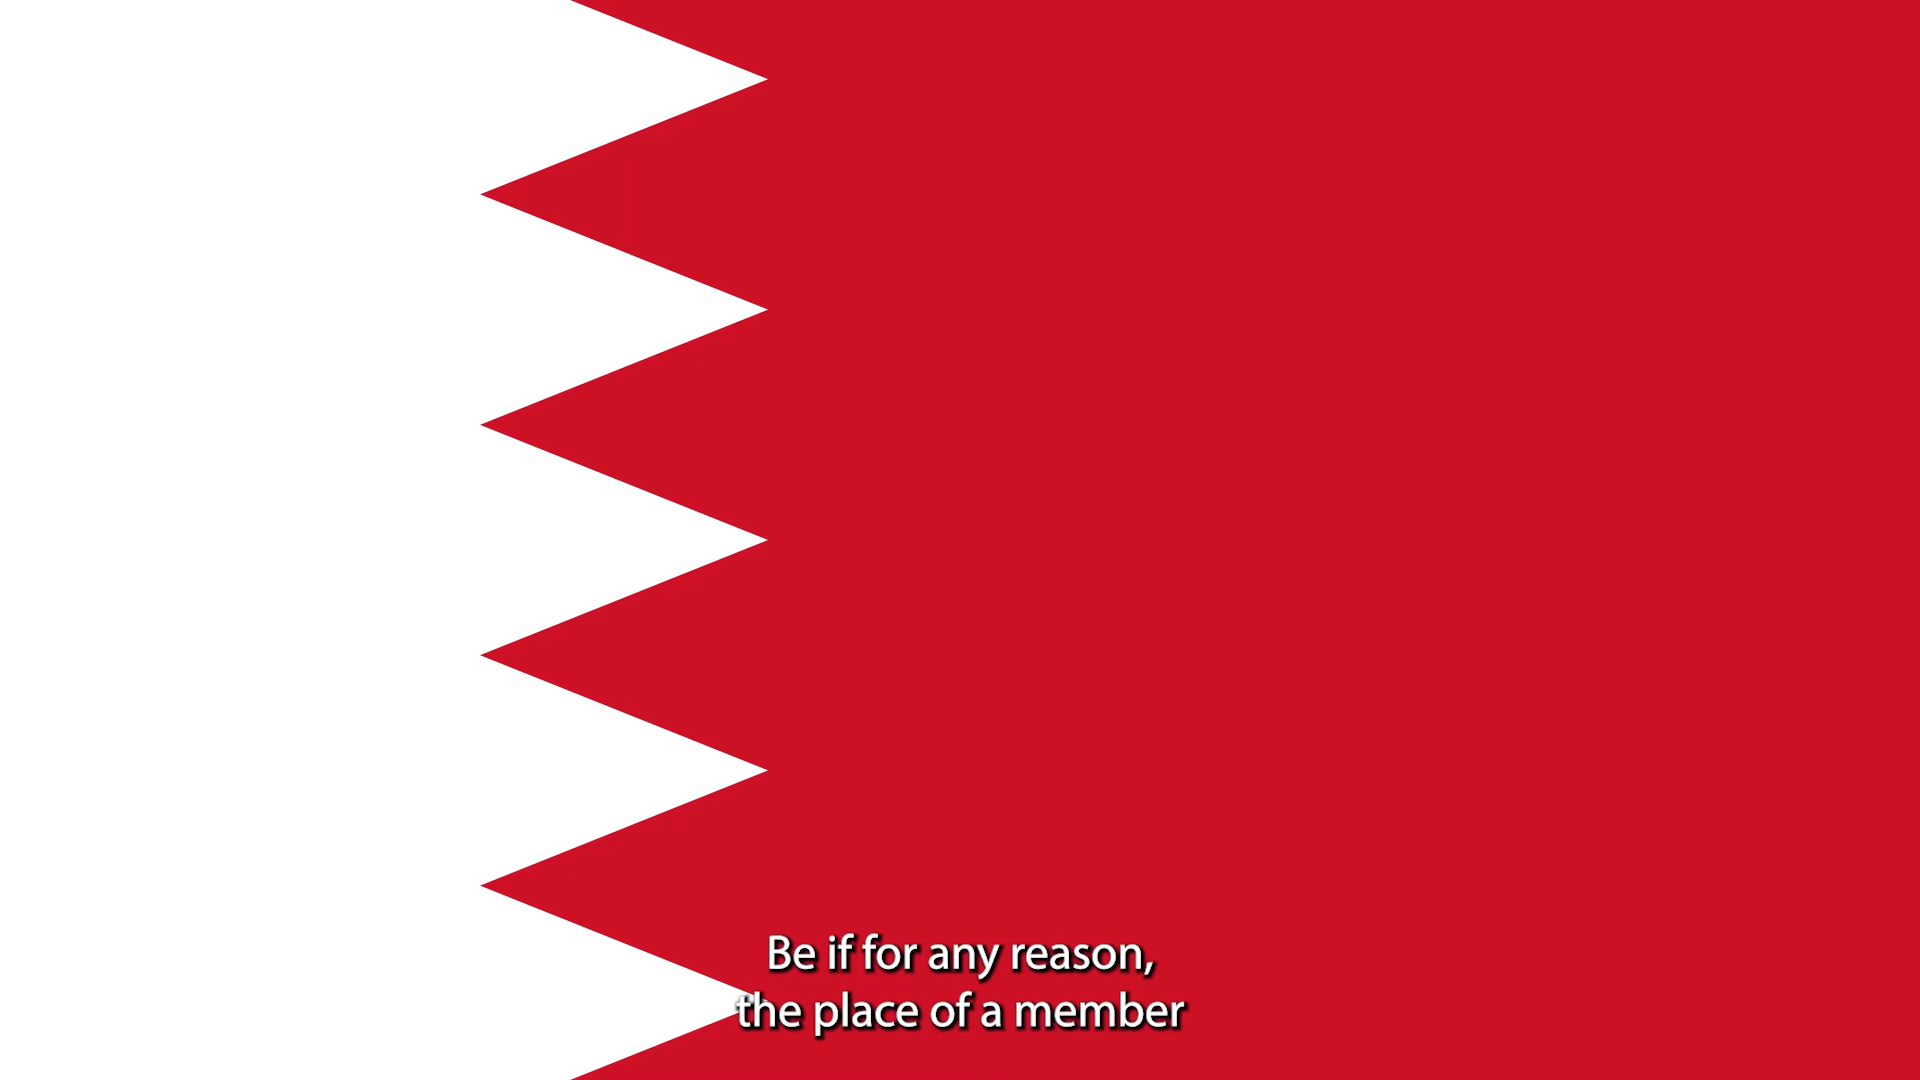 Be if for any reason,
the place of a member